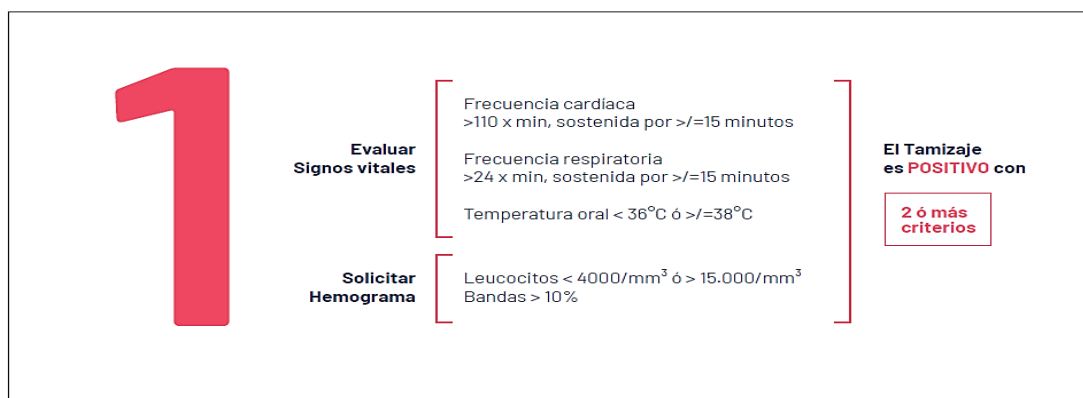 1
Evaluar
Signos vitales
Frecuencia cardíaca
>110 x min, sostenida por >/=15 minutos
Frecuencia respiratoria
>24 x min, sostenida por >/=15 minutos
Temperatura oral < 36°C ó >/=38°C
Solicitar
Hemograma
Leucocitos < 4000/mm³ ó > 15.000/mm³
Bandas > 10%
El Tamizaje
es POSITIVO con
2 ó más
criterios